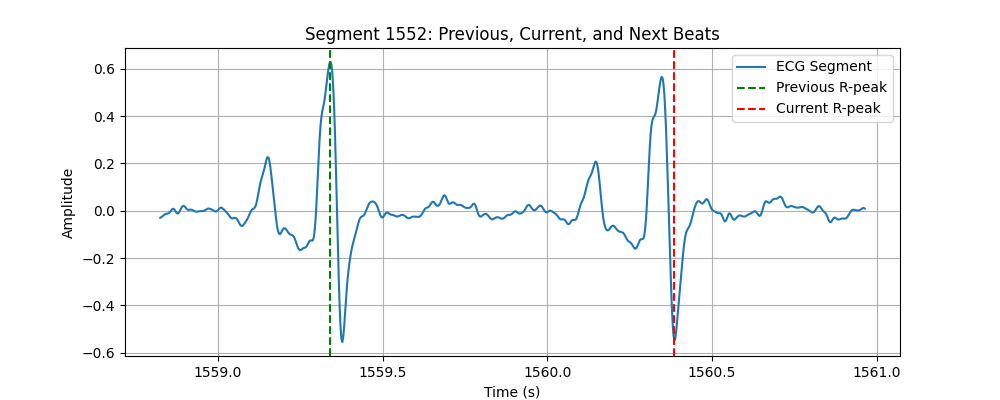 Segment 1552: Previous, Current, and Next Beats
ECG Segment
Previous R-peak
Current R-peak
Amplitude
0.6
0.4
0.2
0.0
−0.2
−0.4
−0.6
1559.0 1559.5 1560.0 1560.5 1561.0
Time (s)